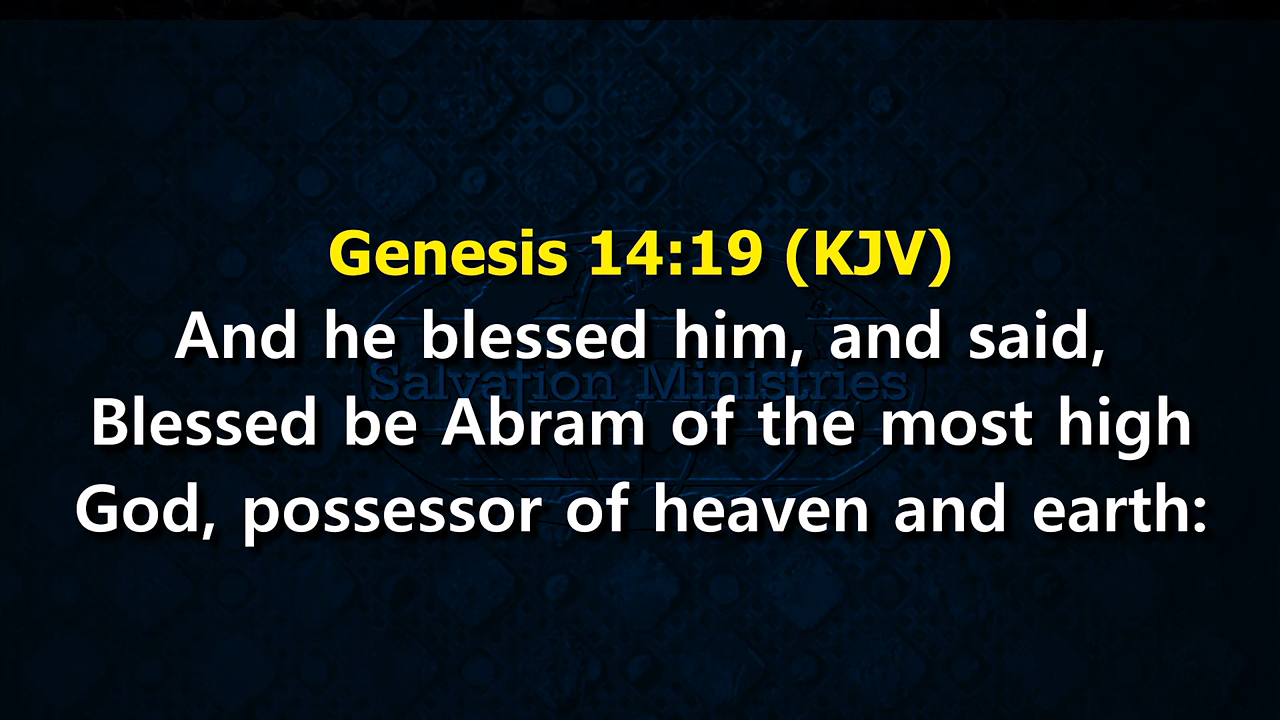 Genesis 14:19 (KJV)
And he blessed him, and said,
Salvation Ministries
Blessed be Abram of the most high
God, possessor of heaven and earth: